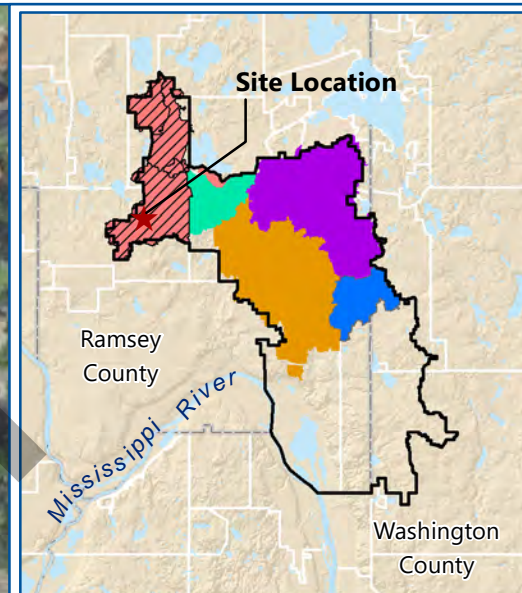 Site Location
Ramsey
County
Mississippi River
Washington
County